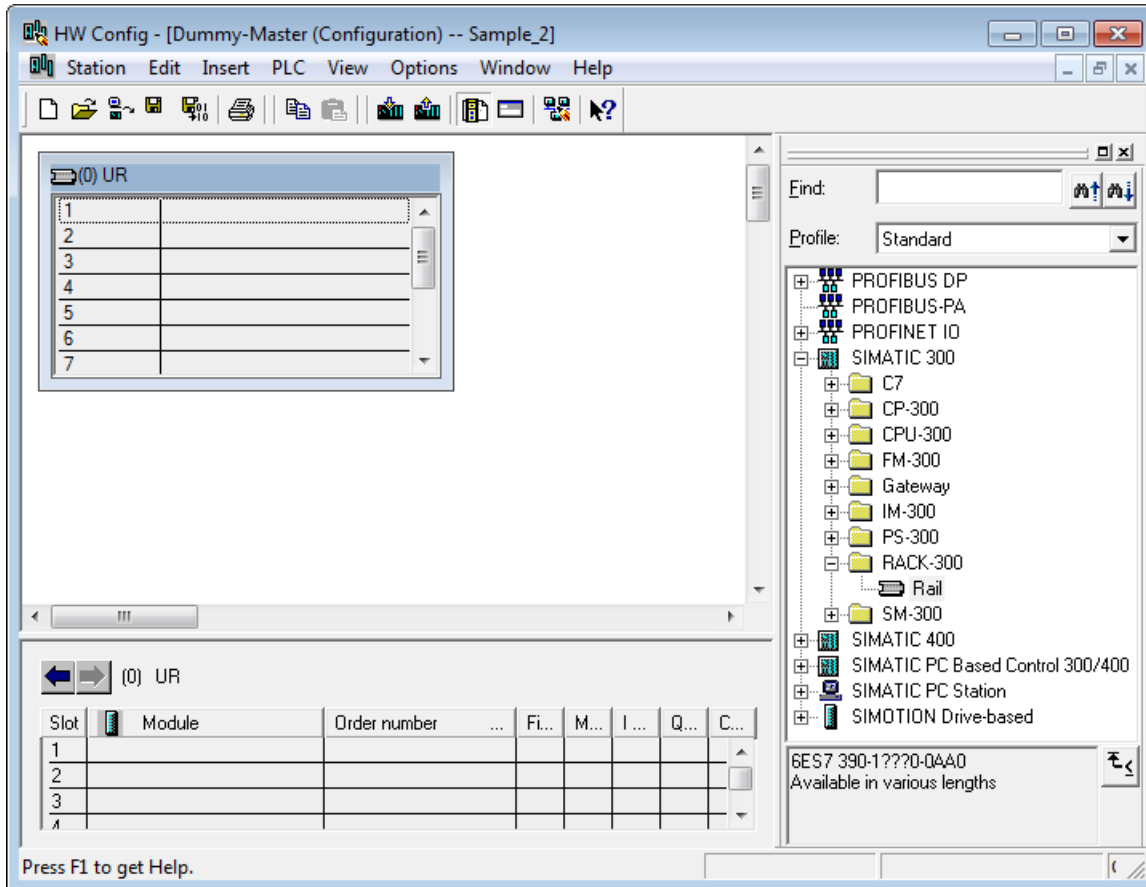 HW Config - [Dummy-Master (Configuration) -- Sample_2]
Station Edit Insert PLC View Options Window Help
(0) UR
1
2
3
4
5
6
7
Find:
Profile: Standard
PROFIBUS DP
PROFIBUS-PA
PROFINET IO
SIMATIC 300
C7
CP-300
CPU-300
FM-300
Gateway
IM-300
PS-300
RACK-300
Rail
SM-300
SIMATIC 400
SIMATIC PC Based Control 300/400
SIMATIC PC Station
SIMOTION Drive-based
6ES7 390-1???0-0AA0
Available in various lengths
(0) UR
Slot Module Order number ... Fi... M... I ... Q... C...
1
2
3
4
Press F1 to get Help.